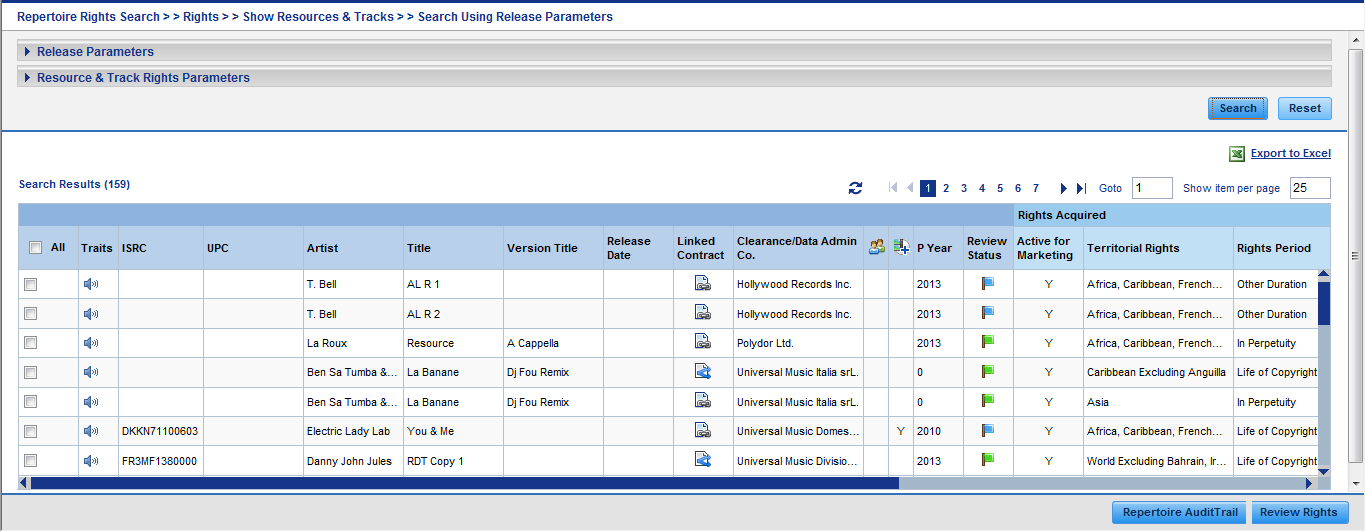 Repertoire Rights Search > > Rights > > Show Resources & Tracks > > Search Using Release Parameters
Release Parameters
Resource & Track Rights Parameters
Search Reset
Export to Excel
Search Results (159) 1 2 3 4 5 6 7 Goto 1 Show item per page 25
Rights Acquired
All Traits ISRC UPC Artist Title Version Title Release Date Linked Contract Clearance/Data Admin Co. P Year Review Status Active for Marketing Territorial Rights Rights Period
T. Bell AL R 1 Hollywood Records Inc. 2013 Y Africa, Caribbean, French... Other Duration
T. Bell AL R 2 Hollywood Records Inc. 2013 Y Africa, Caribbean, French... Other Duration
La Roux Resource A Cappella Polydor Ltd. 2013 Y Africa, Caribbean, French... In Perpetuity
Ben Sa Tumba &... La Banane Dj Fou Remix Universal Music Italia srL. 0 Y Caribbean Excluding Anguilla Life of Copyright
Ben Sa Tumba &... La Banane Dj Fou Remix Universal Music Italia srL. 0 Y Asia In Perpetuity
DKKN71100603 Electric Lady Lab You & Me Universal Music Domes... Y 2010 Y Africa, Caribbean, French... Life of Copyright
FR3MF1380000 Danny John Jules RDT Copy 1 Universal Music Divisio... 2013 Y World Excluding Bahrain, Ir... Life of Copyright
Repertoire AuditTrail Review Rights